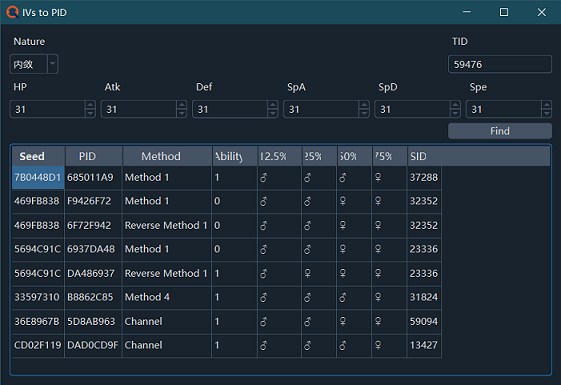 IVs to PID
Nature TID
内敛 59476
HP Atk Def SpA SpD Spe
31 31 31 31 31 31
Find
Seed PID Method Ability 12.5% 25% 50% 75% SID
7B0448D1 685011A9 Method 1 1 ♂ ♂ ♂ ♀ 37288
469FB838 F9426F72 Method 1 0 ♂ ♂ ♀ ♀ 32352
469FB838 6F72F942 Reverse Method 1 0 ♂ ♂ ♀ ♀ 32352
5694C91C 6937DA48 Method 1 0 ♂ ♀ ♀ ♀ 23336
5694C91C DA486937 Reverse Method 1 1 ♂ ♀ ♀ ♀ 23336
33597310 B8862C85 Method 4 1 ♂ ♂ ♂ ♀ 31824
36E8967B 5D8AB963 Channel 1 ♂ ♂ ♀ ♀ 59094
CD02F119 DAD0CD9F Channel 1 ♂ ♂ ♂ ♀ 13427